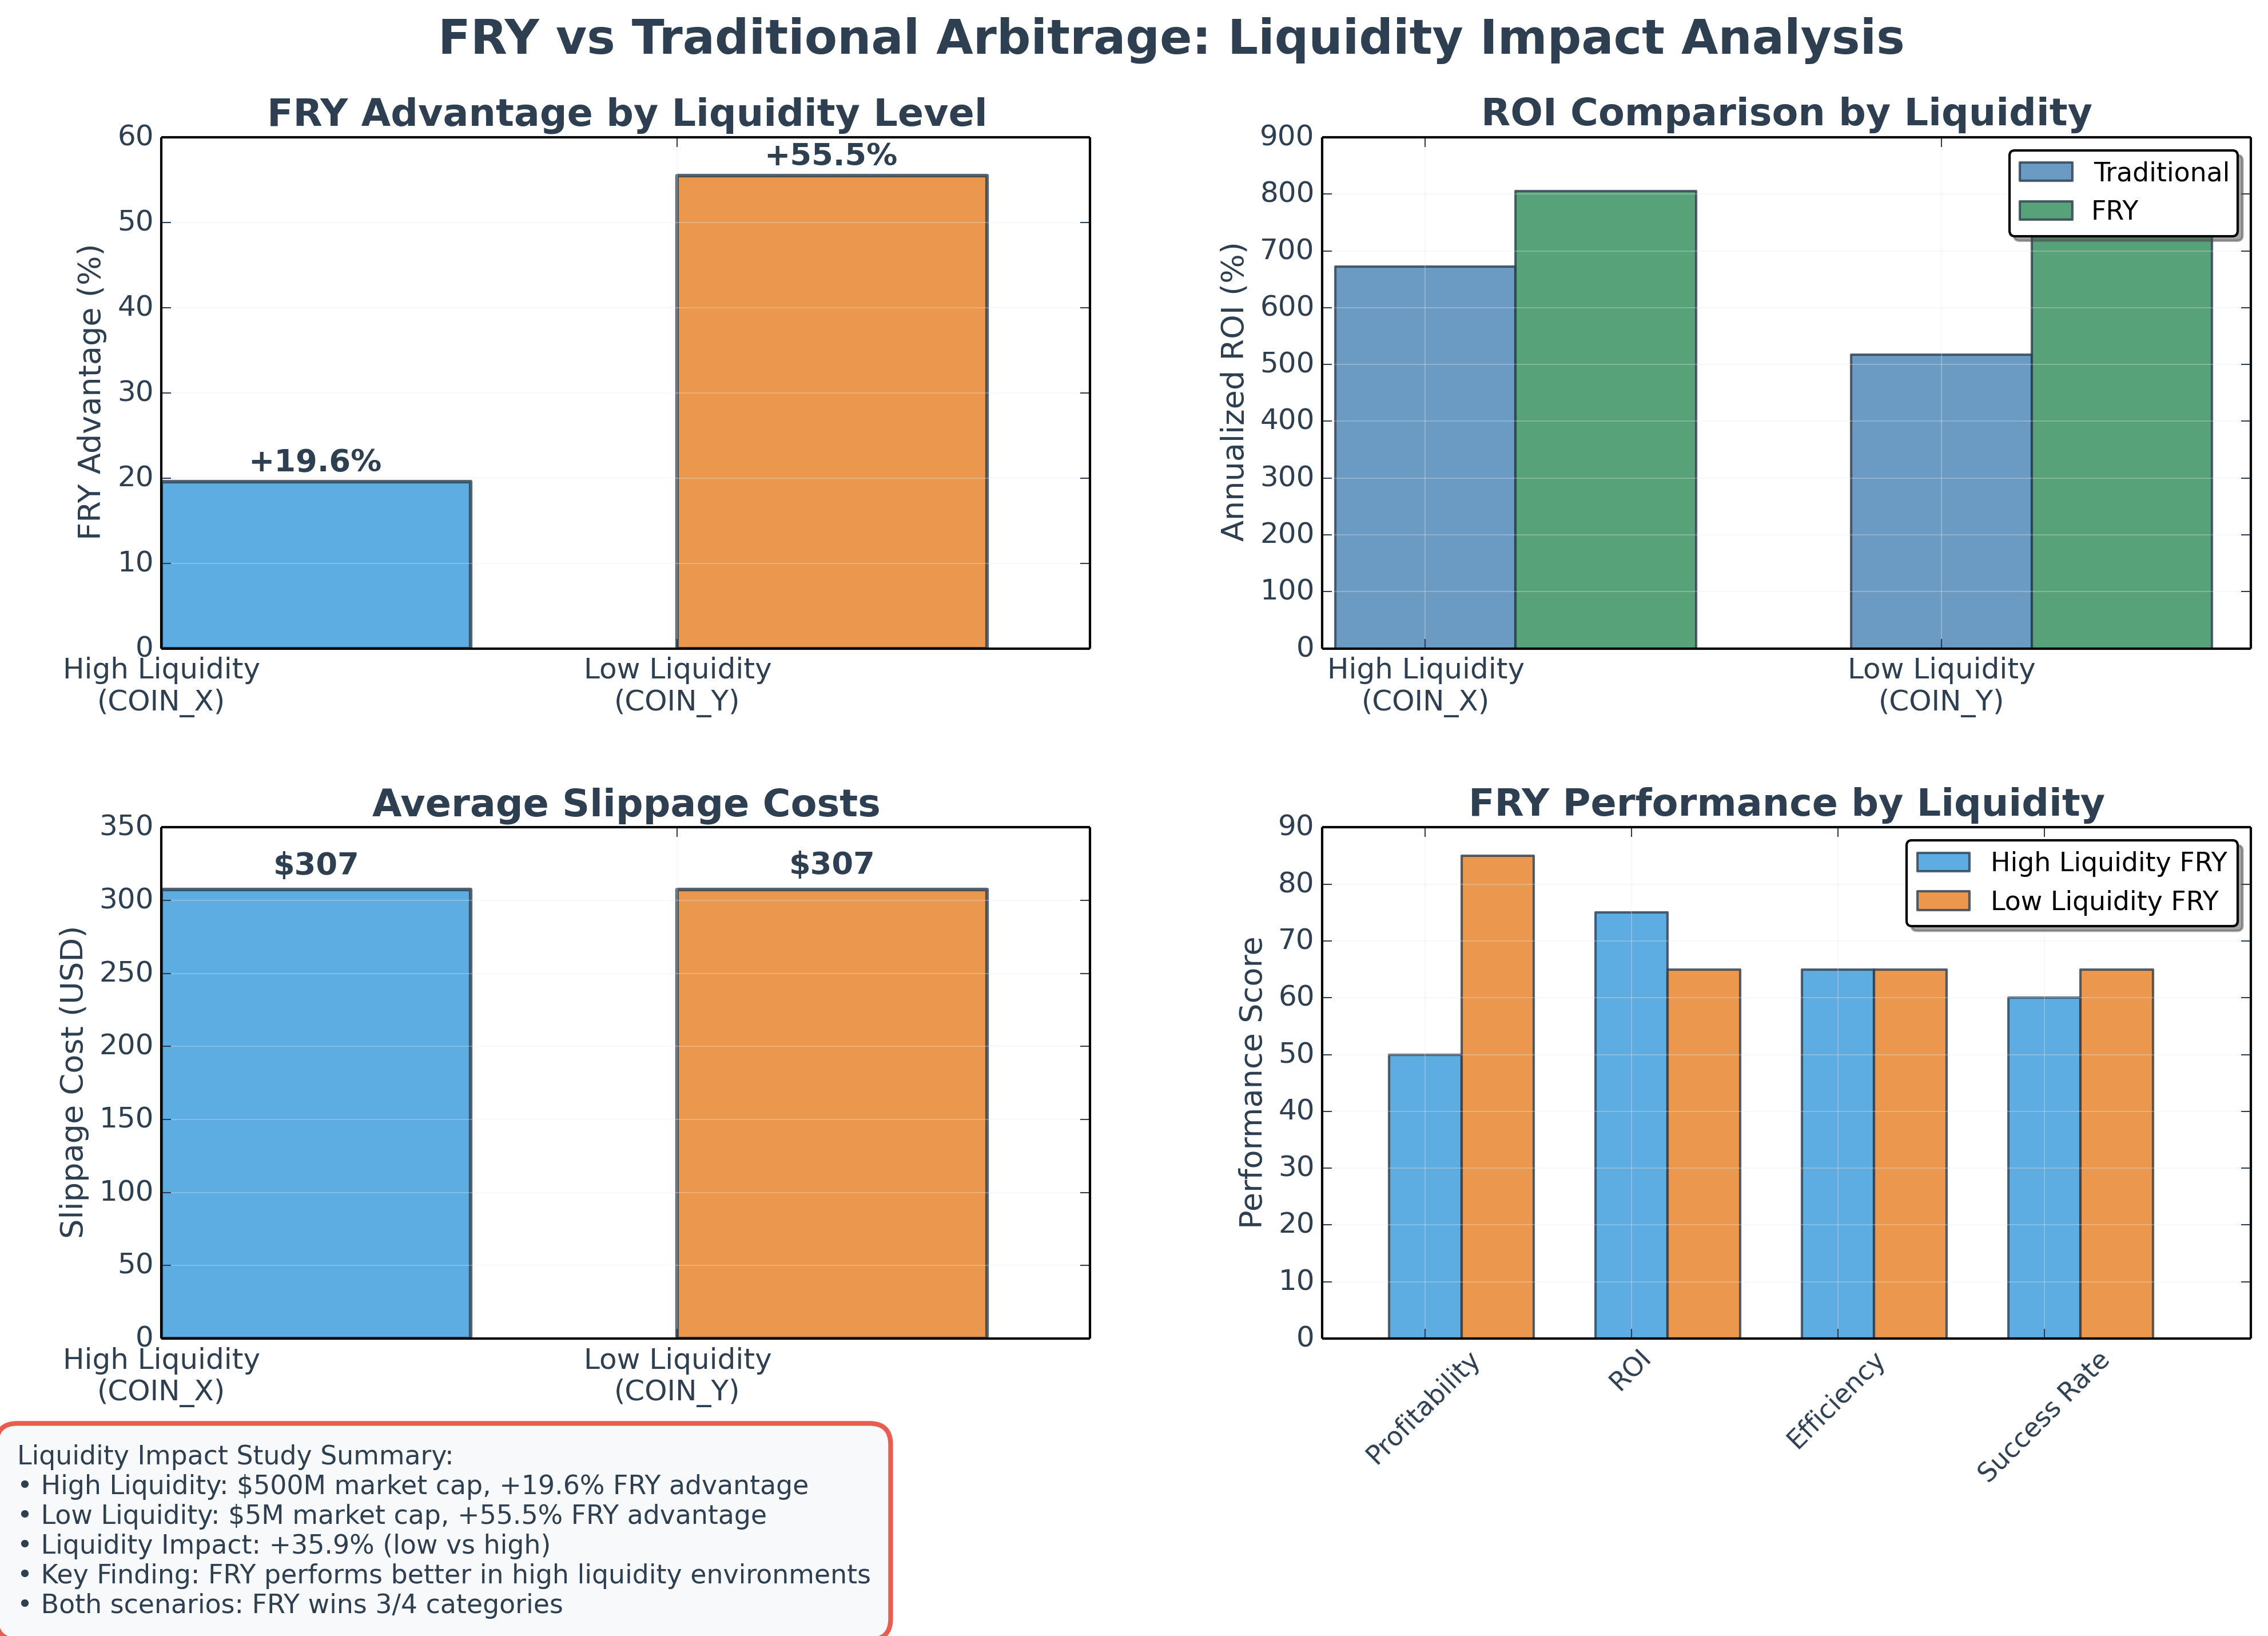 FRY vs Traditional Arbitrage: Liquidity Impact Analysis
FRY Advantage by Liquidity Level
FRY Advantage (%)
60
50
40
30
20
10
0
+19.6%
+55.5%
High Liquidity
(COIN_X)
Low Liquidity
(COIN_Y)
ROI Comparison by Liquidity
Annualized ROI (%)
900
800
700
600
500
400
300
200
100
0
Traditional
FRY
High Liquidity
(COIN_X)
Low Liquidity
(COIN_Y)
Average Slippage Costs
Slippage Cost (USD)
350
300
250
200
150
100
50
0
$307
$307
High Liquidity
(COIN_X)
Low Liquidity
(COIN_Y)
FRY Performance by Liquidity
Performance Score
90
80
70
60
50
40
30
20
10
0
High Liquidity FRY
Low Liquidity FRY
Profitability
ROI
Efficiency
Success Rate
Liquidity Impact Study Summary:
• High Liquidity: $500M market cap, +19.6% FRY advantage
• Low Liquidity: $5M market cap, +55.5% FRY advantage
• Liquidity Impact: +35.9% (low vs high)
• Key Finding: FRY performs better in high liquidity environments
• Both scenarios: FRY wins 3/4 categories